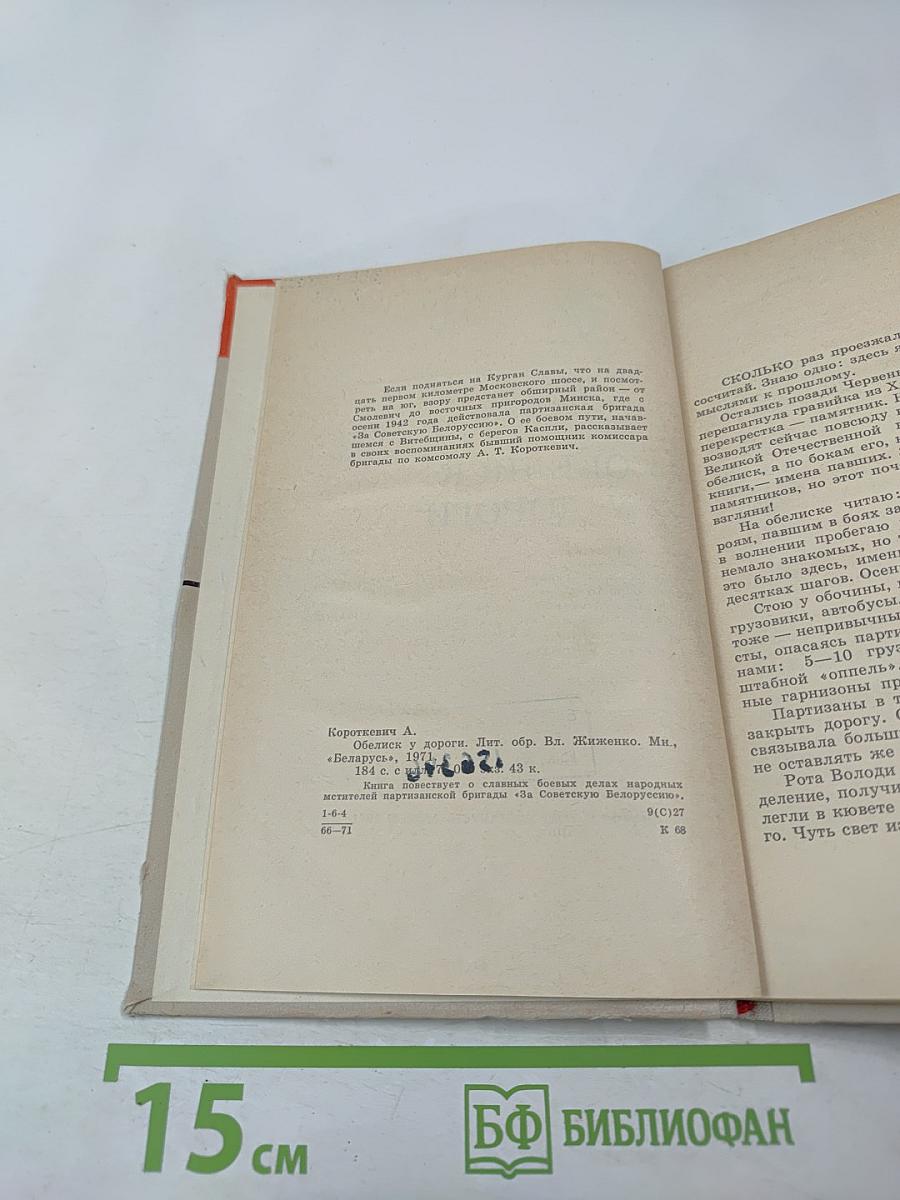 Если подняться на Курган Славы, что на двад-
цать первом километре Московского шоссе, и посмот-
реть на юг, взору предстанет обширный район — от
Смолевич до восточных пригородов Минска, где с
осени 1942 года действовала партизанская бригада
«За Советскую Белоруссию». О ее боевом пути, начав-
шемся с Витебщины, с берегов Каспли, рассказывает
в своих воспоминаниях бывший помощник комиссара
бригады по комсомолу А. Т. Короткевич.
Короткевич А.
Обелиск у дороги. Лит. обр. Вл. Жиженко. Мн.,
«Беларусь», 1971.
184 с. с илл. экз. 43 к.
Книга повествует о славных боевых делах народных
мстителей партизанской бригады «За Советскую Белоруссию».
1-6-4
66—71
9(С)27
К 68
СКОЛЬКО раз проезжал
сосчитай. Знаю одно: здесь я
мыслями к прошлому.
Остались позади Червень
перешагнула гравийка из Х
перекрестка — памятник.
возводят сейчас повсюду
Великой Отечественной
обелиск, а по бокам его,
книги,— имена павших.
памятников, но этот поч
взгляни!
На обелиске читаю:
роям, павшим в боях за
в волнении пробегаю
немало знакомых, но
это было здесь, имен
десятках шагов. Осен
Стою у обочины,
грузовики, автобусы.
тоже — непривычны
сты, опасаясь парти
нами: 5—10 груз
штабной «оппель».
ные гарнизоны пр
Партизаны в т
закрыть дорогу. С
связывала больш
не оставлять же
Рота Володи
деление, получи
легли в кювете
го. Чуть свет из
15 см
БФ БИБЛИОФАН